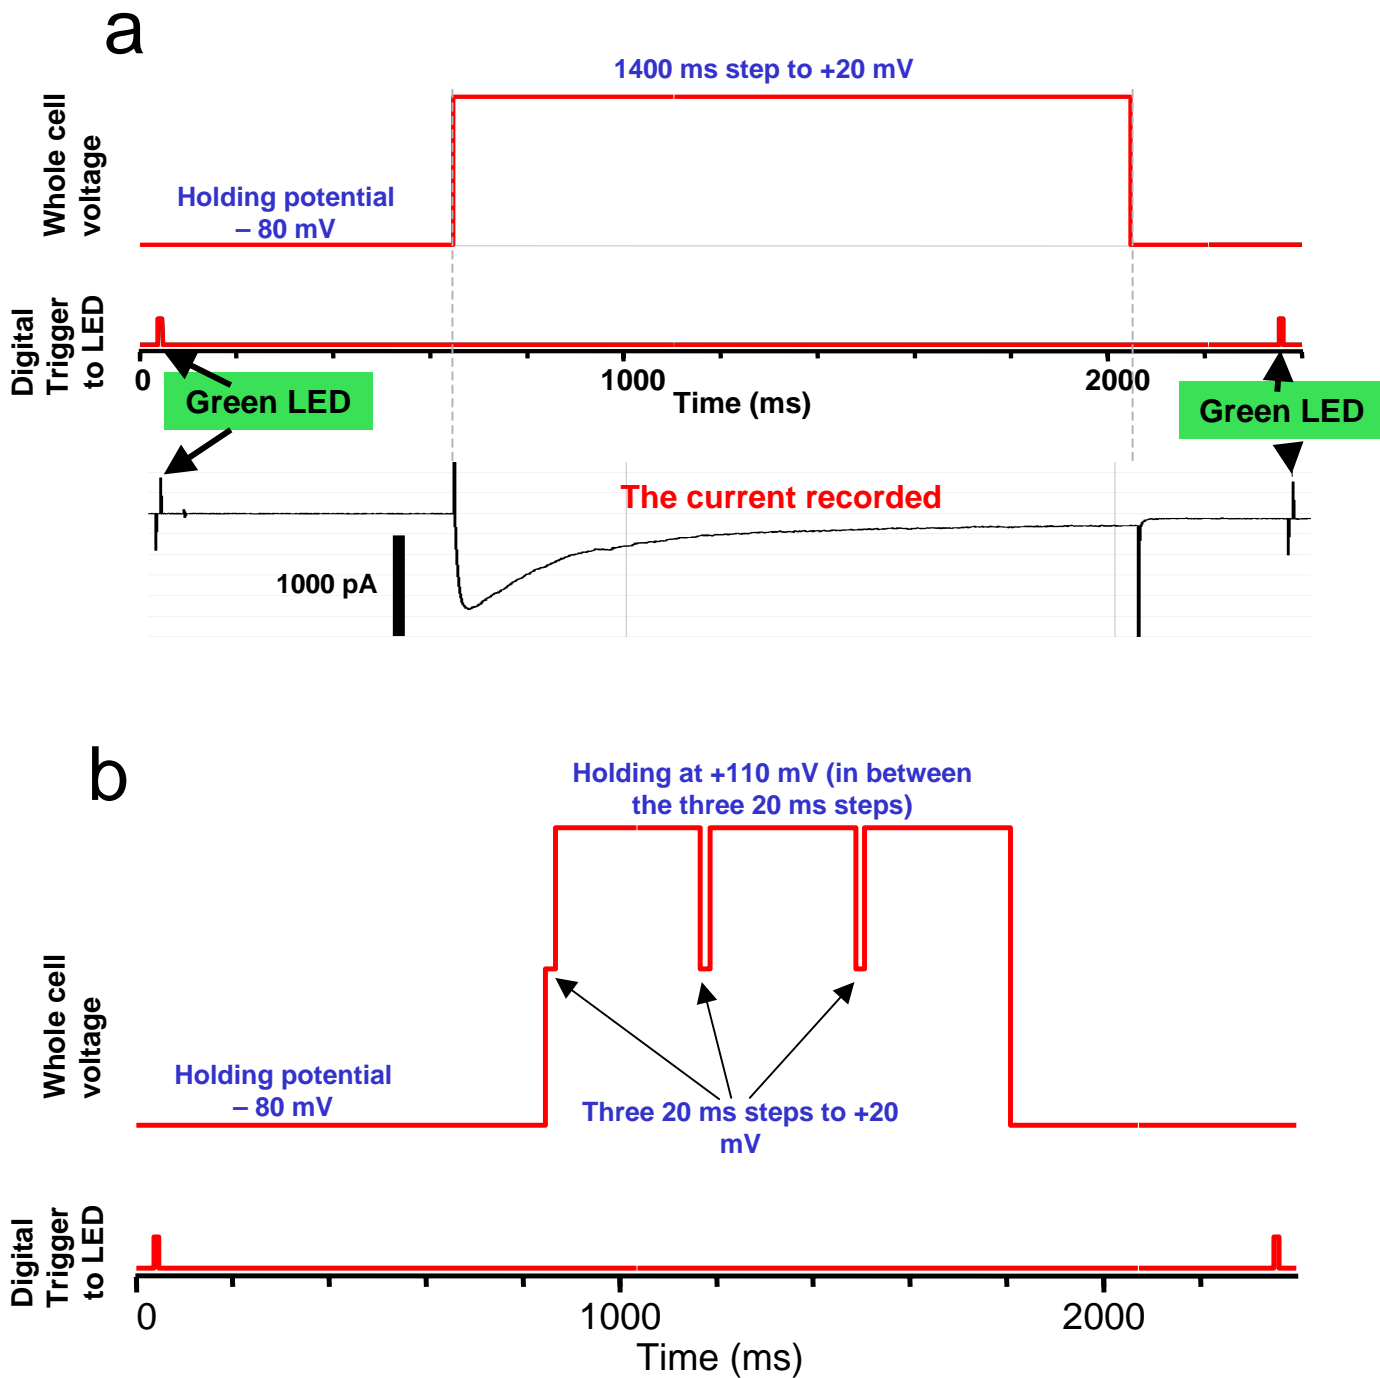 a
1400 ms step to +20 mV
Whole cell
voltage
Holding potential
– 80 mV
Digital
Trigger
to LED
0
1000
2000
Time (ms)
Green LED
Green LED
The current recorded
1000 pA
b
Holding at +110 mV (in between
the three 20 ms steps)
Whole cell
voltage
Holding potential
– 80 mV
Three 20 ms steps to +20
mV
Digital
Trigger
to LED
0
1000
2000
Time (ms)